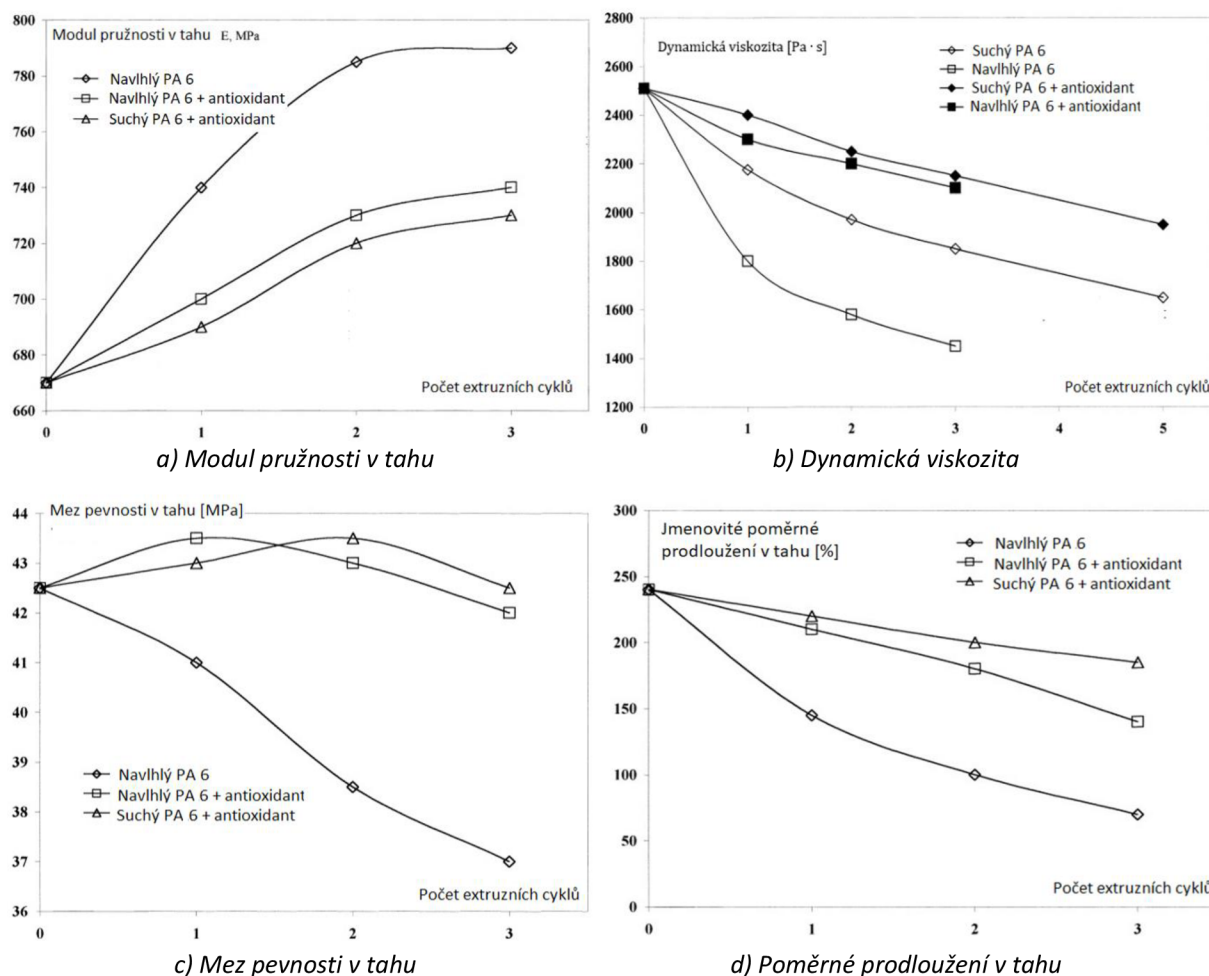 Modul pružnosti v tahu E, MPa
Navlhlý PA 6
Navlhlý PA 6 + antioxidant
Suchý PA 6 + antioxidant
800
780
760
740
720
700
680
660
0 1 2 3
Počet extruzních cyklů
a) Modul pružnosti v tahu
Dynamická viskozita [Pa · s]
Suchý PA 6
Navlhlý PA 6
Suchý PA 6 + antioxidant
Navlhlý PA 6 + antioxidant
2800
2600
2400
2200
2000
1800
1600
1400
1200
0 1 2 3 4 5
Počet extruzních cyklů
b) Dynamická viskozita
Mez pevnosti v tahu [MPa]
44
43
42
41
40
39
38
37
36
Navlhlý PA 6
Navlhlý PA 6 + antioxidant
Suchý PA 6 + antioxidant
Počet extruzních cyklů
0 1 2 3
c) Mez pevnosti v tahu
Jmenovité poměrné
prodloužení v tahu [%]
Navlhlý PA 6
Navlhlý PA 6 + antioxidant
Suchý PA 6 + antioxidant
300
250
200
150
100
50
0
Počet extruzních cyklů
0 1 2 3
d) Poměrné prodloužení v tahu